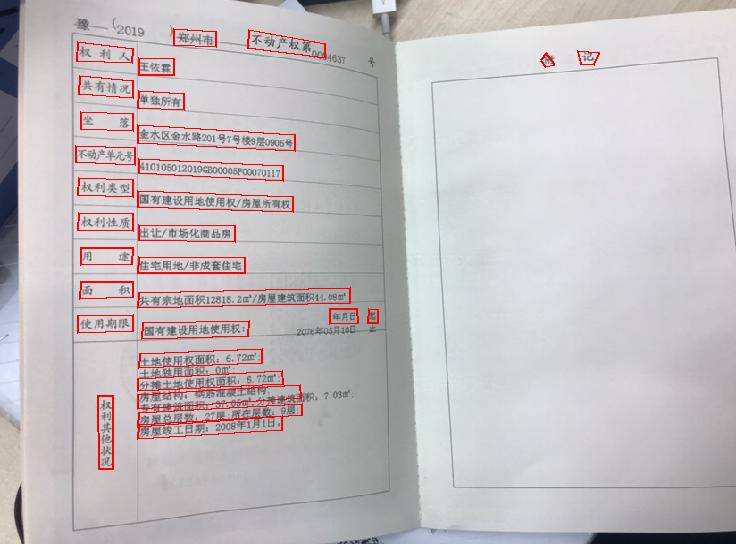 豫(2019)郑州市不动产权第0004637号
权利人 王依霖
共有情况 单独所有
坐落 金水区金水路201号7号楼9层0905号
不动产单元号 410105012019GB00005F00070117
权利类型 国有建设用地使用权/房屋所有权
权利性质 出让/市场化商品房
用途 住宅用地/非成套住宅
面积 共有宗地面积12818.2㎡/房屋建筑面积44.08㎡
使用期限 国有建设用地使用权: 年月日 起
2076年05月19日 止
权利其他状况
土地使用权面积:6.72㎡;
土地独用面积:0㎡;
分摊土地使用权面积:6.72㎡;
房屋结构:钢筋混凝土结构;
专有建筑面积:37.05㎡,分摊建筑面积:7.03㎡;
房屋总层数:27层;所在层数:9层;
房屋竣工日期:2008年1月1日。
记